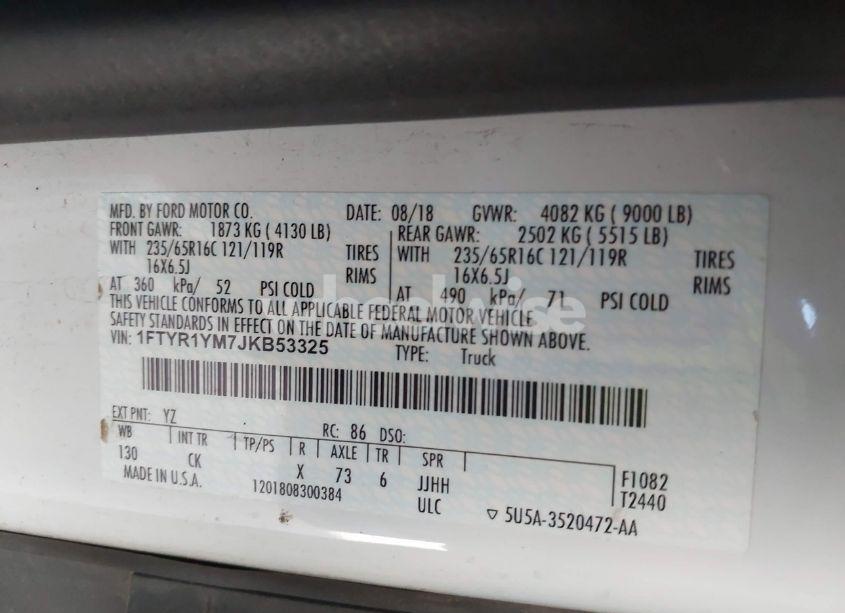 MFD. BY FORD MOTOR CO. DATE: 08/18 GVWR: 4082 KG ( 9000 LB)
FRONT GAWR: 1873 KG ( 4130 LB) REAR GAWR: 2502 KG ( 5515 LB)
WITH 235/65R16C 121/119R TIRES WITH 235/65R16C 121/119R TIRES
16X6.5J RIMS 16X6.5J RIMS
AT 360 kPa/ 52 PSI COLD AT 490 kPa/ 71 PSI COLD
THIS VEHICLE CONFORMS TO ALL APPLICABLE FEDERAL MOTOR VEHICLE
SAFETY STANDARDS IN EFFECT ON THE DATE OF MANUFACTURE SHOWN ABOVE.
VIN: 1FTYR1YM7JKB53325 TYPE: Truck
EXT PNT: YZ RC: 86 DSO:
WB INT TR TP/PS R AXLE TR SPR
130 CK X 73 6 JJHH F1082
MADE IN U.S.A. 1201808300384 ULC T2440
▽ 5U5A-3520472-AA